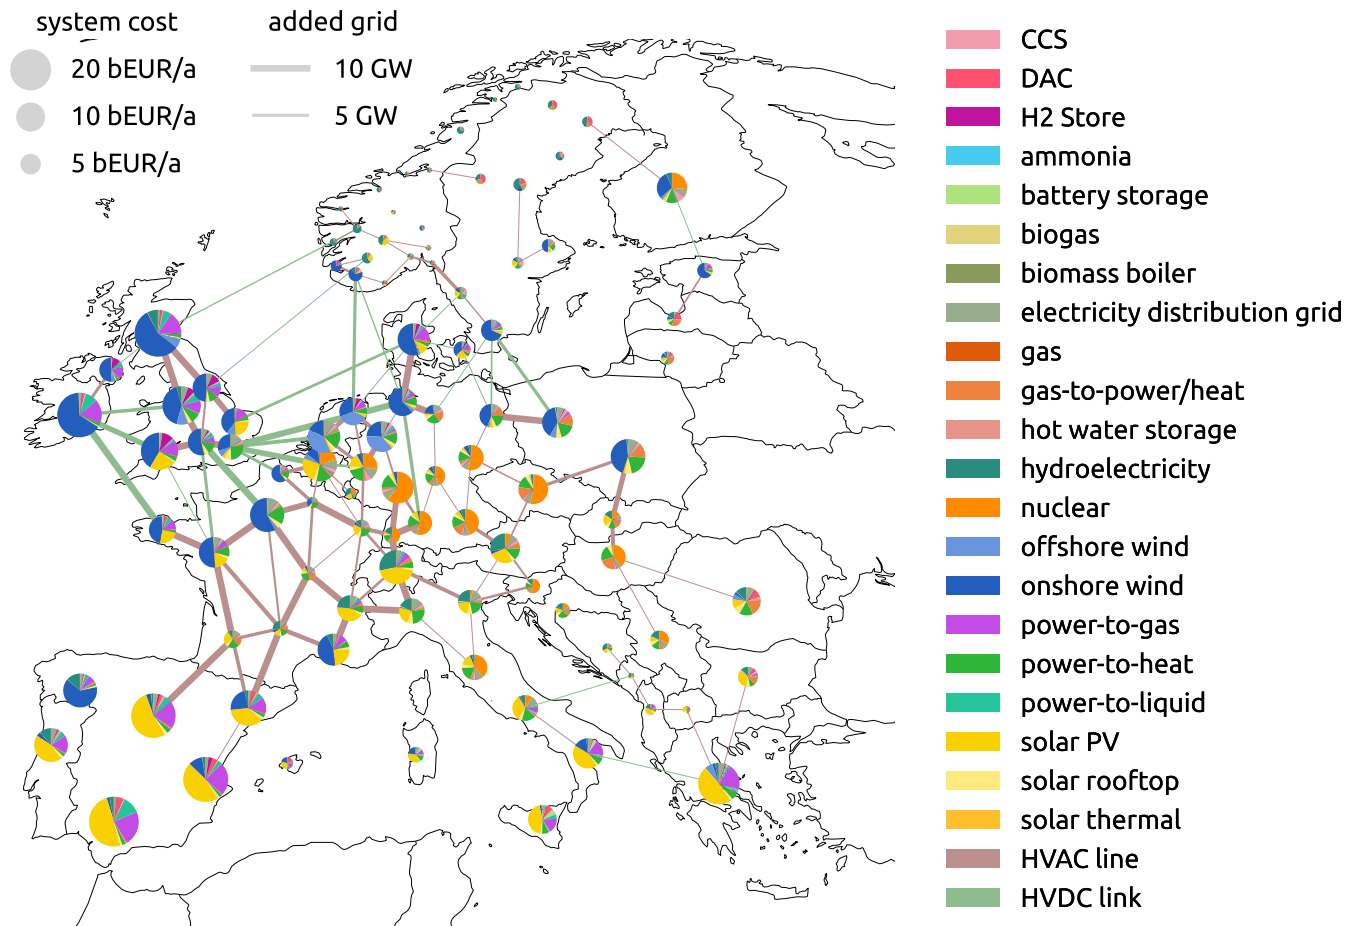 system cost
added grid
20 bEUR/a
10 GW
10 bEUR/a
5 GW
5 bEUR/a
CCS
DAC
H2 Store
ammonia
battery storage
biogas
biomass boiler
electricity distribution grid
gas
gas-to-power/heat
hot water storage
hydroelectricity
nuclear
offshore wind
onshore wind
power-to-gas
power-to-heat
power-to-liquid
solar PV
solar rooftop
solar thermal
HVAC line
HVDC link